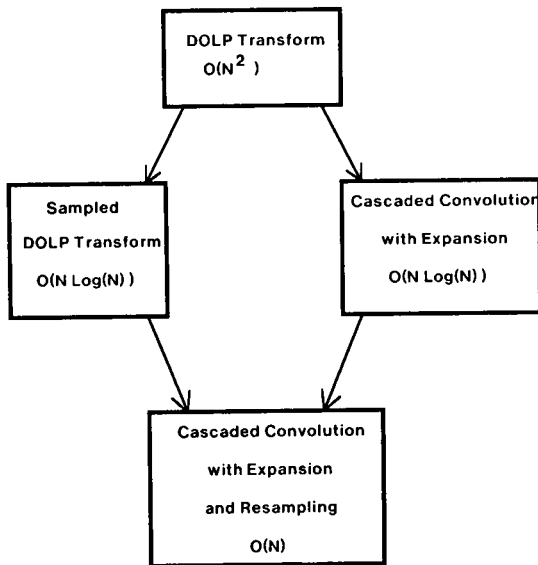 DOLP Transform
O(N² )
Sampled
DOLP Transform
O(N Log(N) )
Cascaded Convolution
with Expansion
O(N Log(N) )
Cascaded Convolution
with Expansion
and Resampling
O(N)